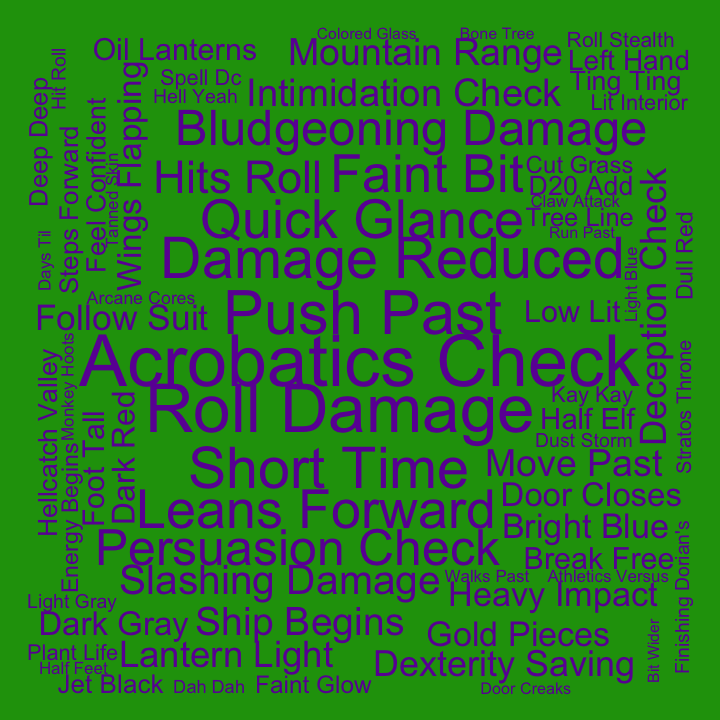 Colored Glass
Bone Tree
Roll Stealth
Oil Lanterns
Mountain Range
Left Hand
Hit Roll
Spell Dc
Ting Ting
Hell Yeah
Intimidation Check
Lit Interior
Deep Deep
Wings Flapping
Bludgeoning Damage
Feel Confident
Steps Forward
Tanned Skin
Hits Roll
Faint Bit
Cut Grass
D20 Add
Claw Attack
Quick Glance
Tree Line
Run Past
Deception Check
Dull Red
Days Til
Damage Reduced
Light Blue
Arcane Cores
Follow Suit
Push Past
Low Lit
Acrobatics Check
Stratos Throne
Hellcatch Valley
Monkey Hoots
Roll Damage
Kay Kay
Half Elf
Dust Storm
Foot Tall
Dark Red
Energy Begins
Short Time
Move Past
Leans Forward
Door Closes
Bright Blue
Persuasion Check
Break Free
Slashing Damage
Walks Past
Athletics Versus
Finishing Dorian's
Light Gray
Heavy Impact
Dark Gray
Ship Begins
Gold Pieces
Plant Life
Lantern Light
Half Feet
Dexterity Saving
Bit Wider
Jet Black
Dah Dah
Faint Glow
Door Creaks